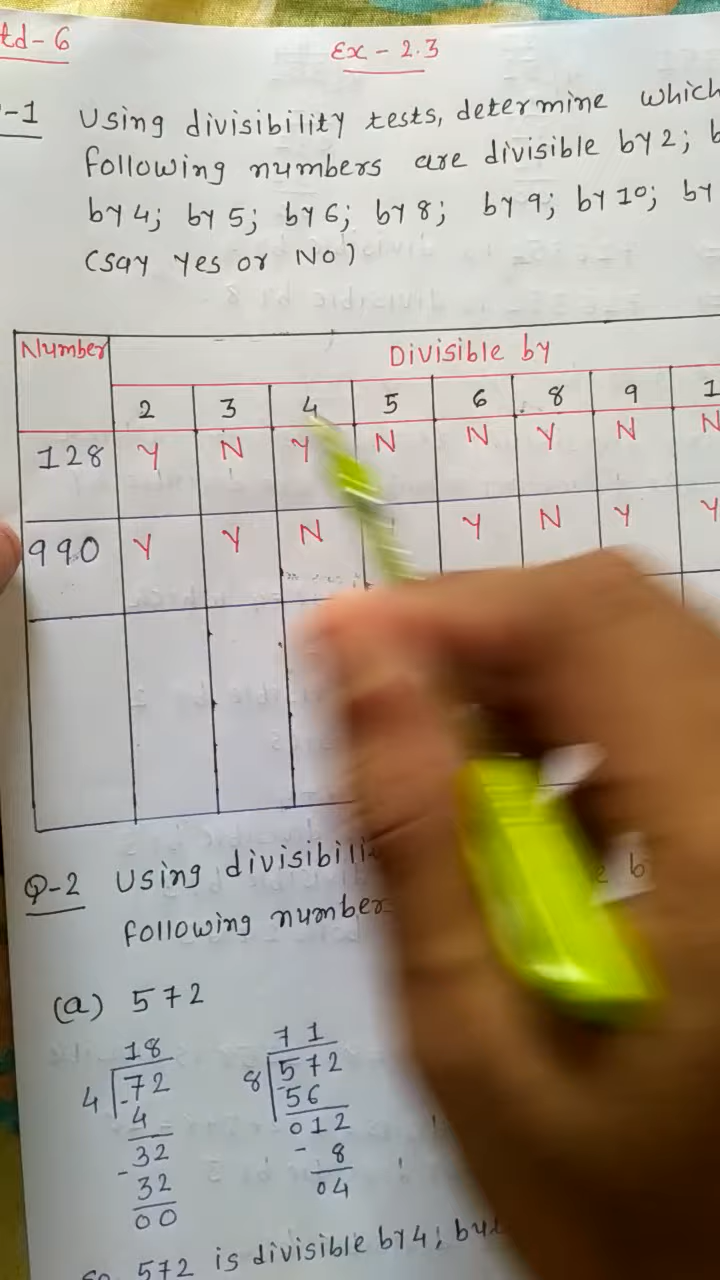 td-6
Ex - 2.3
-1 Using divisibility tests, determine which
following numbers are divisible by 2;
by 4; by 5; by 6; by 8; by 9; by 10; by
(say Yes or No)
Number Divisible by
2 3 4 5 6 8 9 1
128 Y N Y N N Y N N
990 Y Y N Y N Y Y
Q-2 Using
following number
(a) 572
18
4 72
4
-32
32
00
71
8 572
56
012
- 8
04
572 is divisible by 4; but